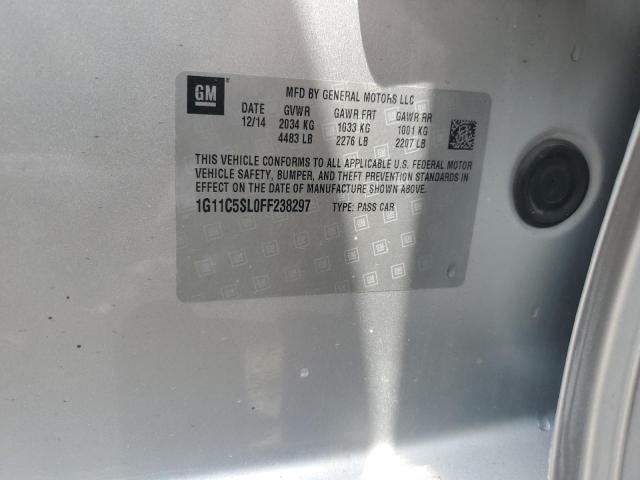 GM ®
MFD BY GENERAL MOTORS LLC
DATE GVWR GAWR FRT GAWR RR
12/14 2034 KG 1033 KG 1001 KG
4483 LB 2276 LB 2207 LB
THIS VEHICLE CONFORMS TO ALL APPLICABLE U.S. FEDERAL MOTOR
VEHICLE SAFETY, BUMPER, AND THEFT PREVENTION STANDARDS
IN EFFECT ON THE DATE OF MANUFACTURE SHOWN ABOVE.
1G11C5SL0FF238297 TYPE: PASS CAR